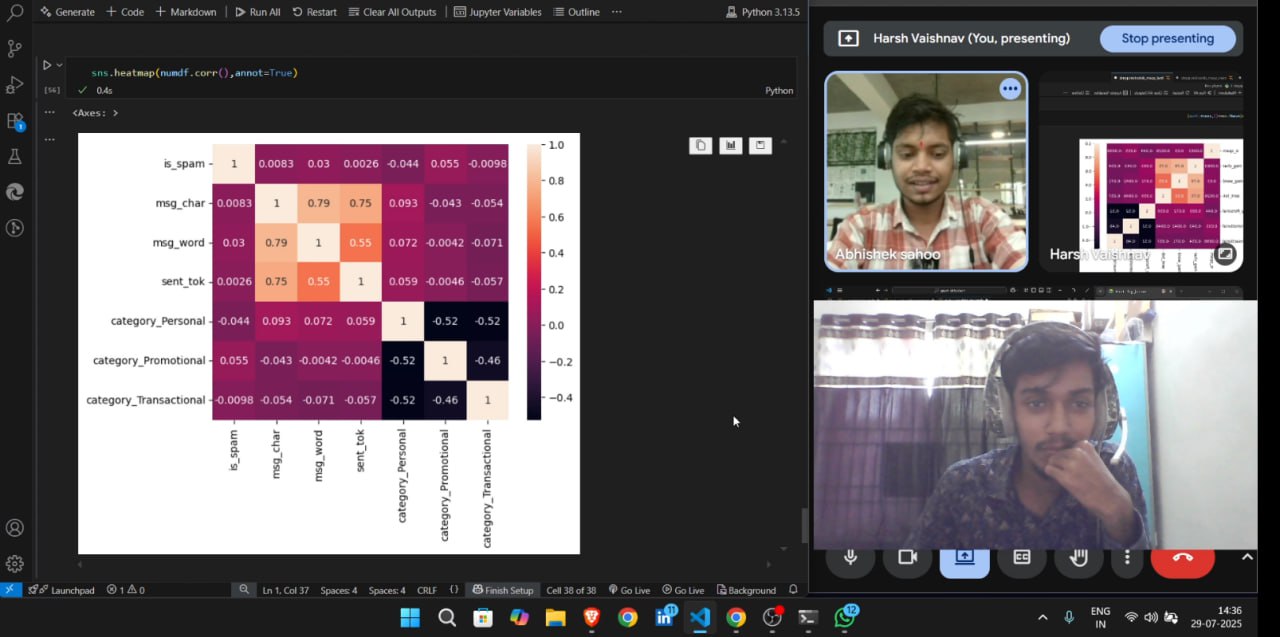 Generate + Code + Markdown Run All Restart Clear All Outputs Jupyter Variables Outline ... Python 3.13.5
sns.heatmap(numdf.corr(),annot=True)
[56] 0.4s Python
<Axes: >
is_spam 1 0.0083 0.03 0.0026 -0.044 0.055 -0.0098
msg_char 0.0083 1 0.79 0.75 0.093 -0.043 -0.054
msg_word 0.03 0.79 1 0.55 0.072 -0.0042 -0.071
sent_tok 0.0026 0.75 0.55 1 0.059 -0.0046 -0.057
category_Personal -0.044 0.093 0.072 0.059 1 -0.52 -0.52
category_Promotional 0.055 -0.043 -0.0042 -0.0046 -0.52 1 -0.46
category_Transactional -0.0098 -0.054 -0.071 -0.057 -0.52 -0.46 1
is_spam
msg_char
msg_word
sent_tok
category_Personal
category_Promotional
category_Transactional
1.0
0.8
0.6
0.4
0.2
0.0
−0.2
−0.4
Launchpad 1 0 Ln 1, Col 37 Spaces: 4 Spaces: 4 CRLF {} Finish Setup Cell 38 of 38 Go Live Go Live Background
Harsh Vaishnav (You, presenting) Stop presenting
Abhishek sahoo
Harsh Vaishnav
1
11
12
ENG
IN
14:36
29-07-2025